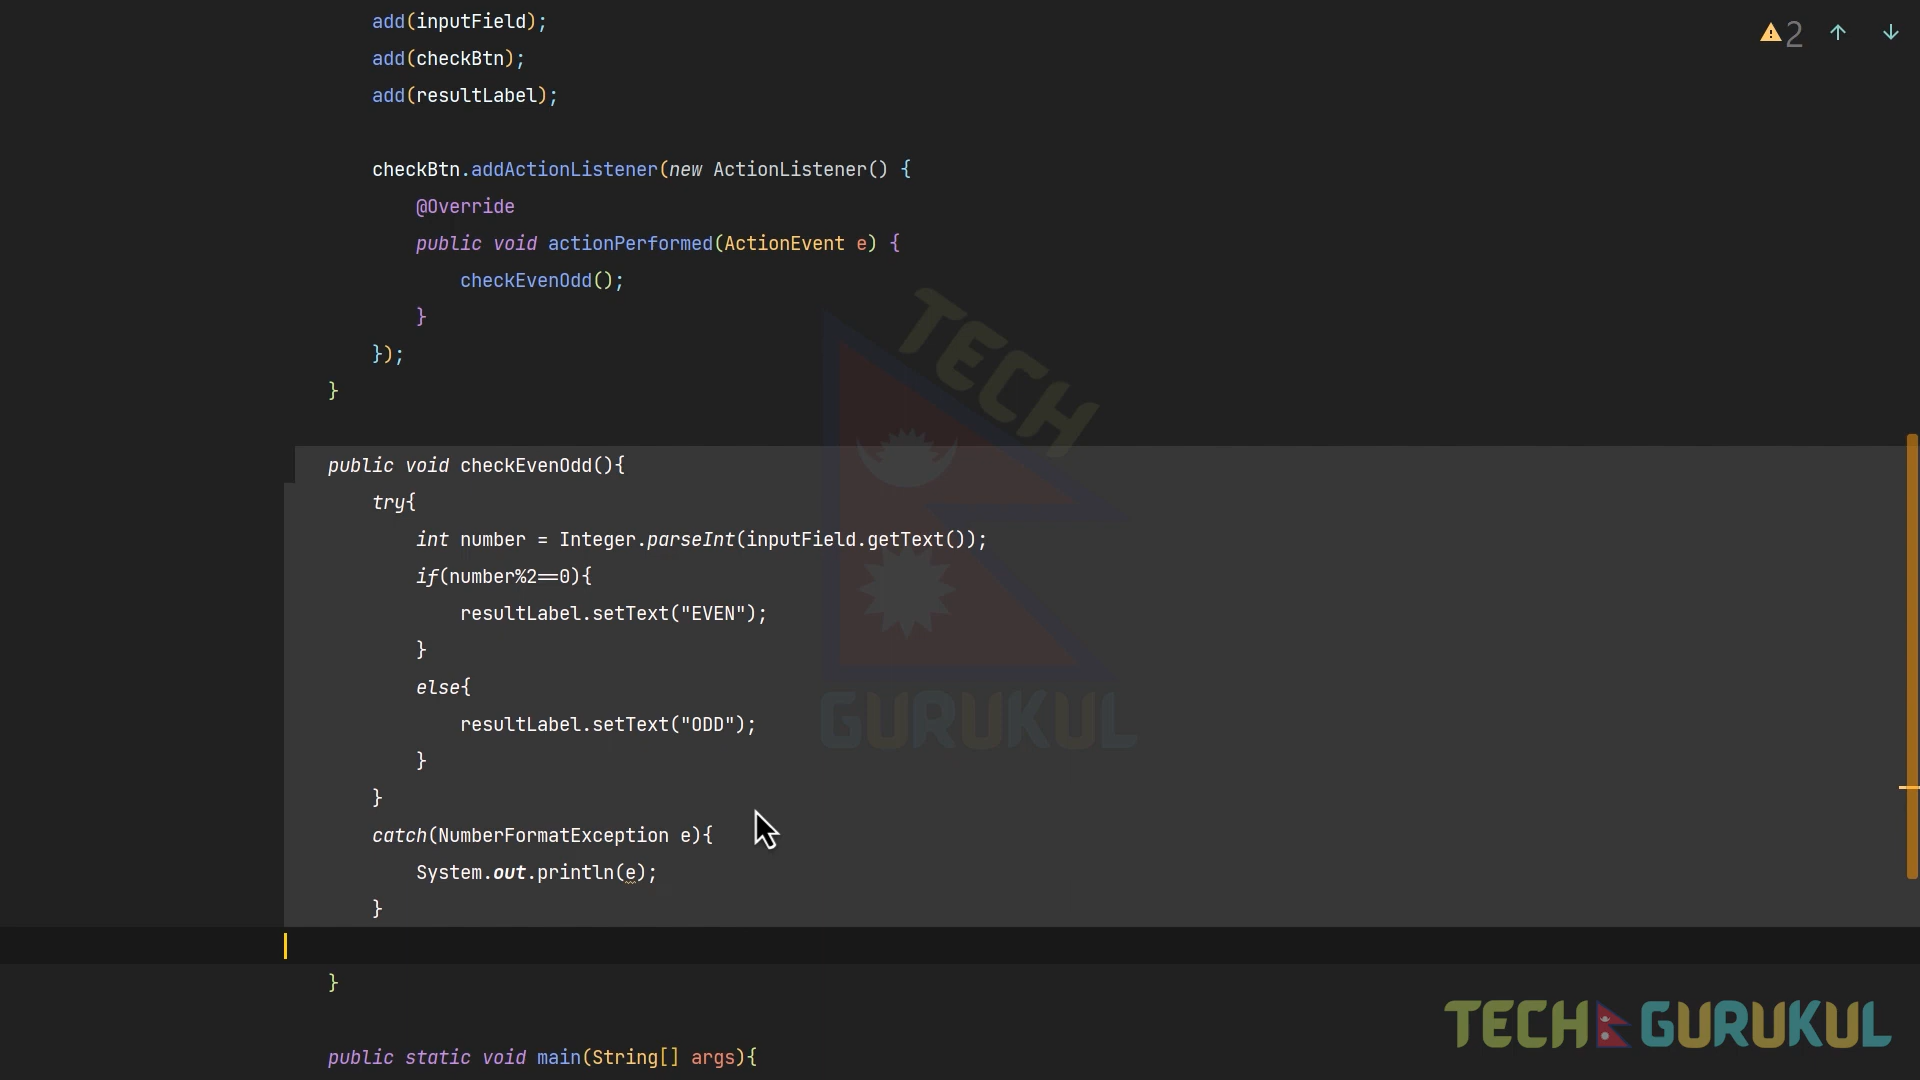 add(inputField);
2
add(checkBtn);
add(resultLabel);
checkBtn.addActionListener(new ActionListener() {
@Override
public void actionPerformed(ActionEvent e) {
checkEvenOdd();
}
});
}
public void checkEvenOdd(){
try{
int number = Integer.parseInt(inputField.getText());
if(number%2==0){
resultLabel.setText("EVEN");
}
else{
resultLabel.setText("ODD");
}
}
catch(NumberFormatException e){
System.out.println(e);
}
}
public static void main(String[] args){
TECH
GURUKUL
TECH GURUKUL